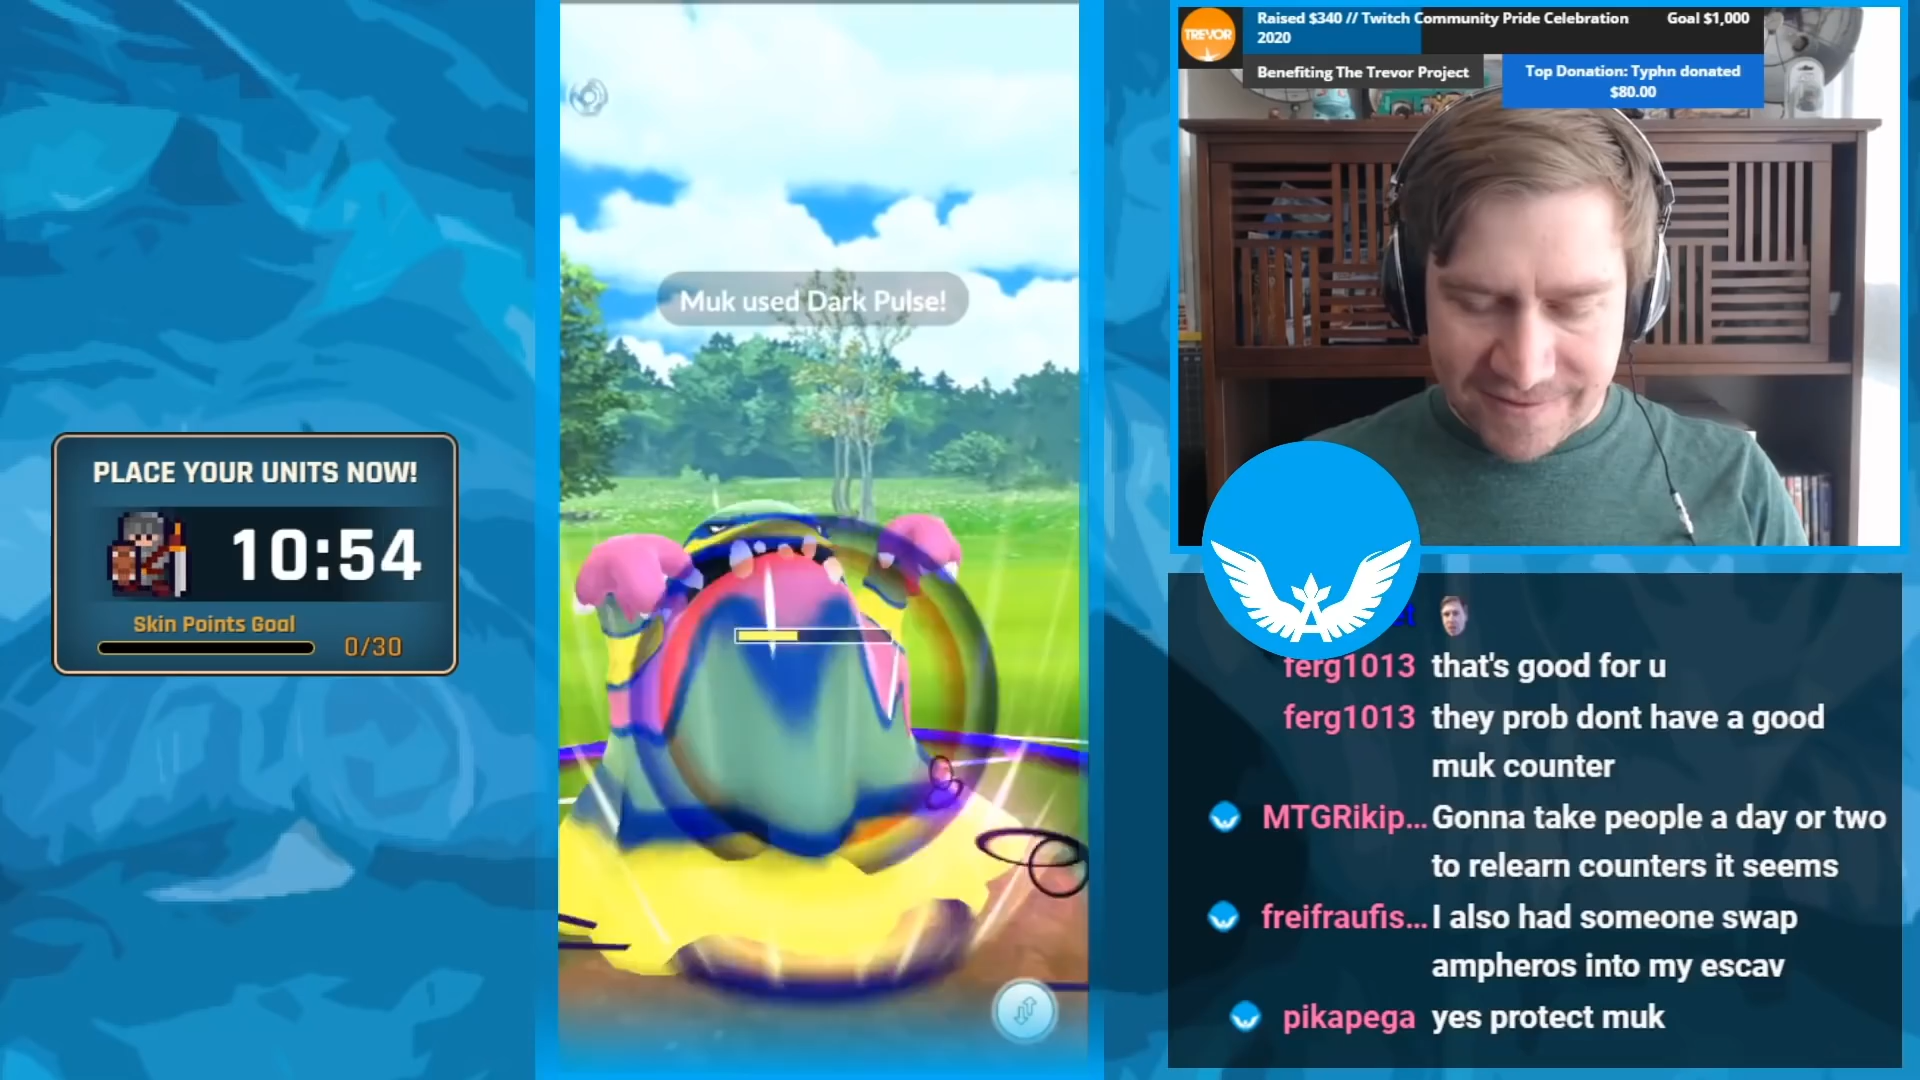 PLACE YOUR UNITS NOW!
10:54
Skin Points Goal
0/30
Muk used Dark Pulse!
TREVOR
Raised $340 // Twitch Community Pride Celebration
2020
Goal $1,000
Benefiting The Trevor Project
Top Donation: Typhn donated
$80.00
ferg1013 that's good for u
ferg1013 they prob dont have a good
muk counter
MTGRikip... Gonna take people a day or two
to relearn counters it seems
freifraufis... I also had someone swap
ampheros into my escav
pikapega yes protect muk